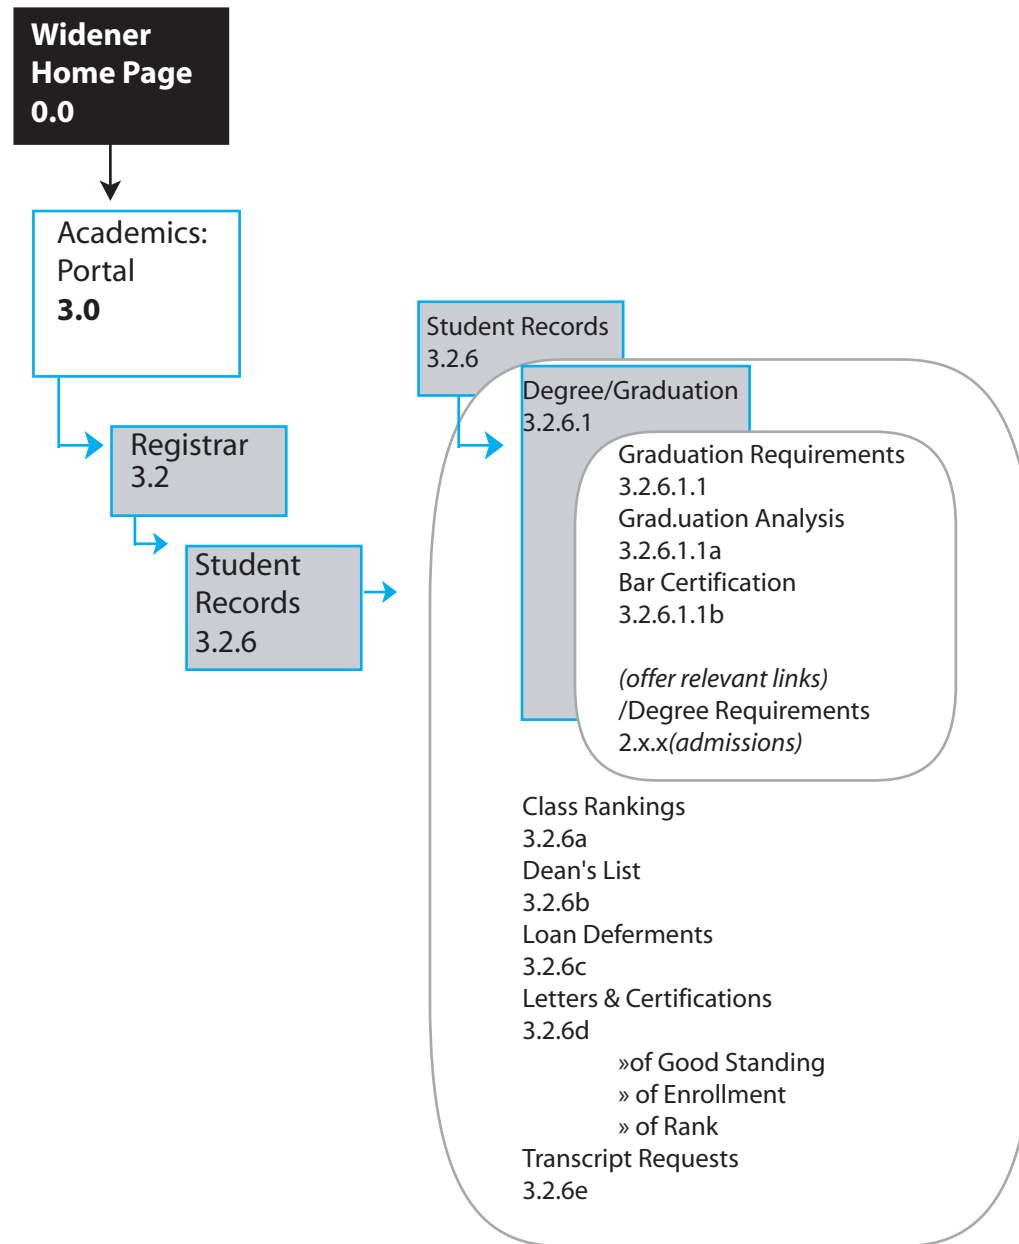 Widener
Home Page
0.0
Academics:
Portal
3.0
Registrar
3.2
Student
Records
3.2.6
Student Records
3.2.6
Degree/Graduation
3.2.6.1
Graduation Requirements
3.2.6.1.1
Grad.uation Analysis
3.2.6.1.1a
Bar Certification
3.2.6.1.1b
(offer relevant links)
/Degree Requirements
2.x.x(admissions)
Class Rankings
3.2.6a
Dean's List
3.2.6b
Loan Deferments
3.2.6c
Letters & Certifications
3.2.6d
»of Good Standing
» of Enrollment
» of Rank
Transcript Requests
3.2.6e